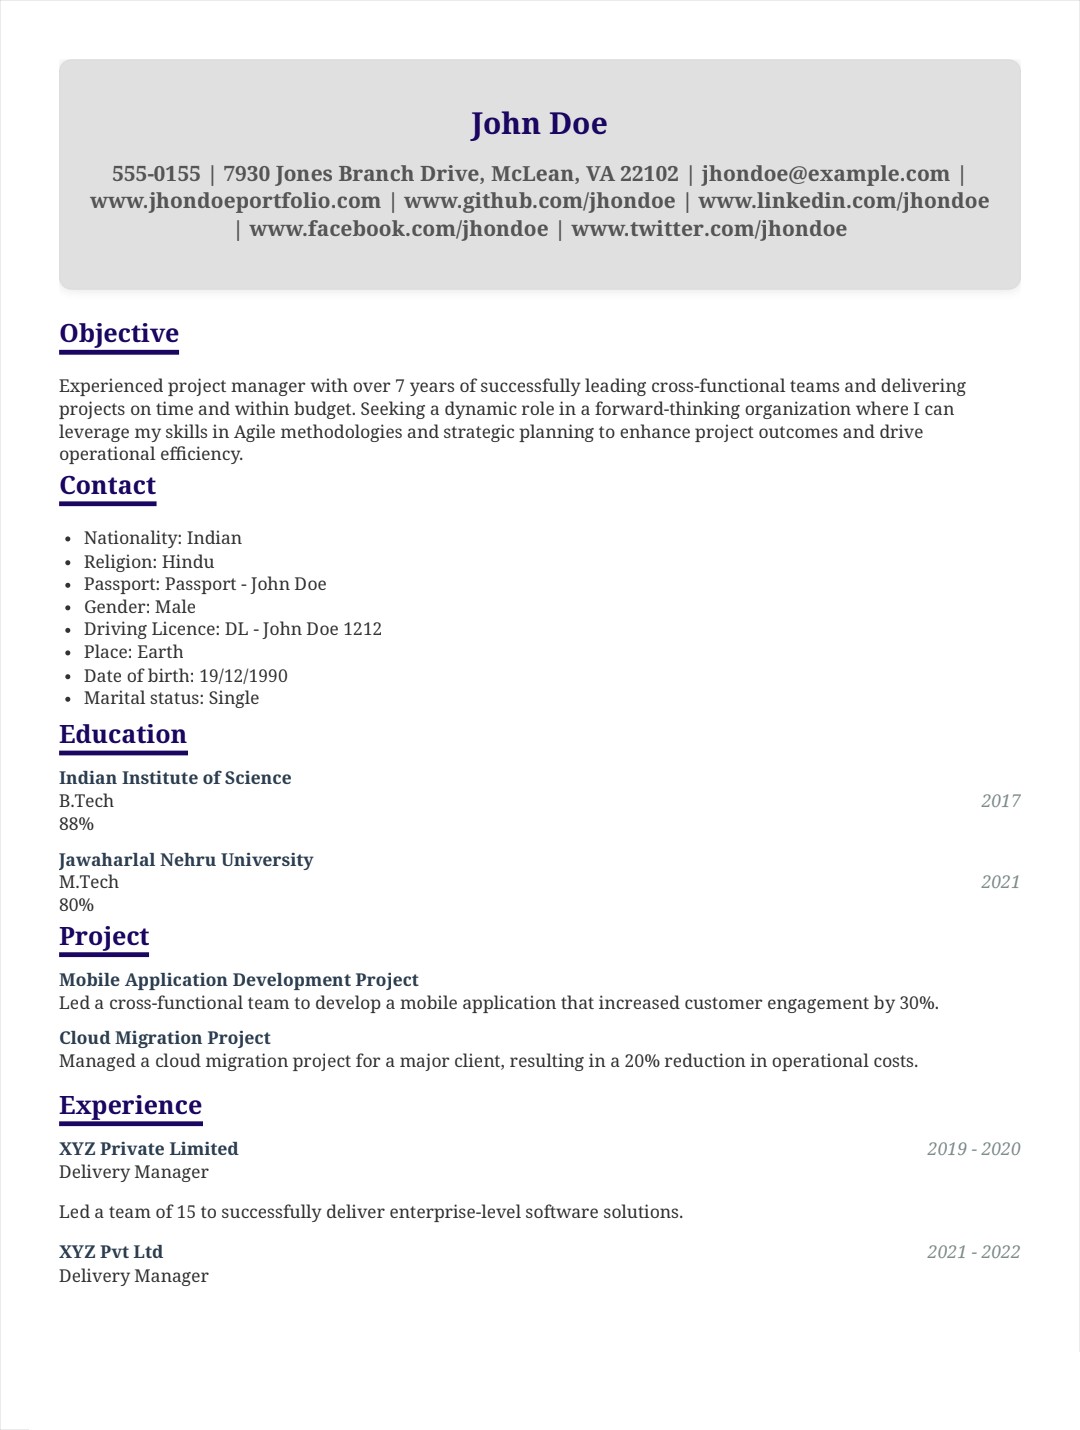 John Doe
555-0155 | 7930 Jones Branch Drive, McLean, VA 22102 | jhondoe@example.com |
www.jhondoeportfolio.com | www.github.com/jhondoe | www.linkedin.com/jhondoe
| www.facebook.com/jhondoe | www.twitter.com/jhondoe
Objective
Experienced project manager with over 7 years of successfully leading cross-functional teams and delivering
projects on time and within budget. Seeking a dynamic role in a forward-thinking organization where I can
leverage my skills in Agile methodologies and strategic planning to enhance project outcomes and drive
operational efficiency.
Contact
• Nationality: Indian
• Religion: Hindu
• Passport: Passport - John Doe
• Gender: Male
• Driving Licence: DL - John Doe 1212
• Place: Earth
• Date of birth: 19/12/1990
• Marital status: Single
Education
Indian Institute of Science
B.Tech 2017
88%
Jawaharlal Nehru University
M.Tech 2021
80%
Project
Mobile Application Development Project
Led a cross-functional team to develop a mobile application that increased customer engagement by 30%.
Cloud Migration Project
Managed a cloud migration project for a major client, resulting in a 20% reduction in operational costs.
Experience
XYZ Private Limited 2019 - 2020
Delivery Manager
Led a team of 15 to successfully deliver enterprise-level software solutions.
XYZ Pvt Ltd 2021 - 2022
Delivery Manager